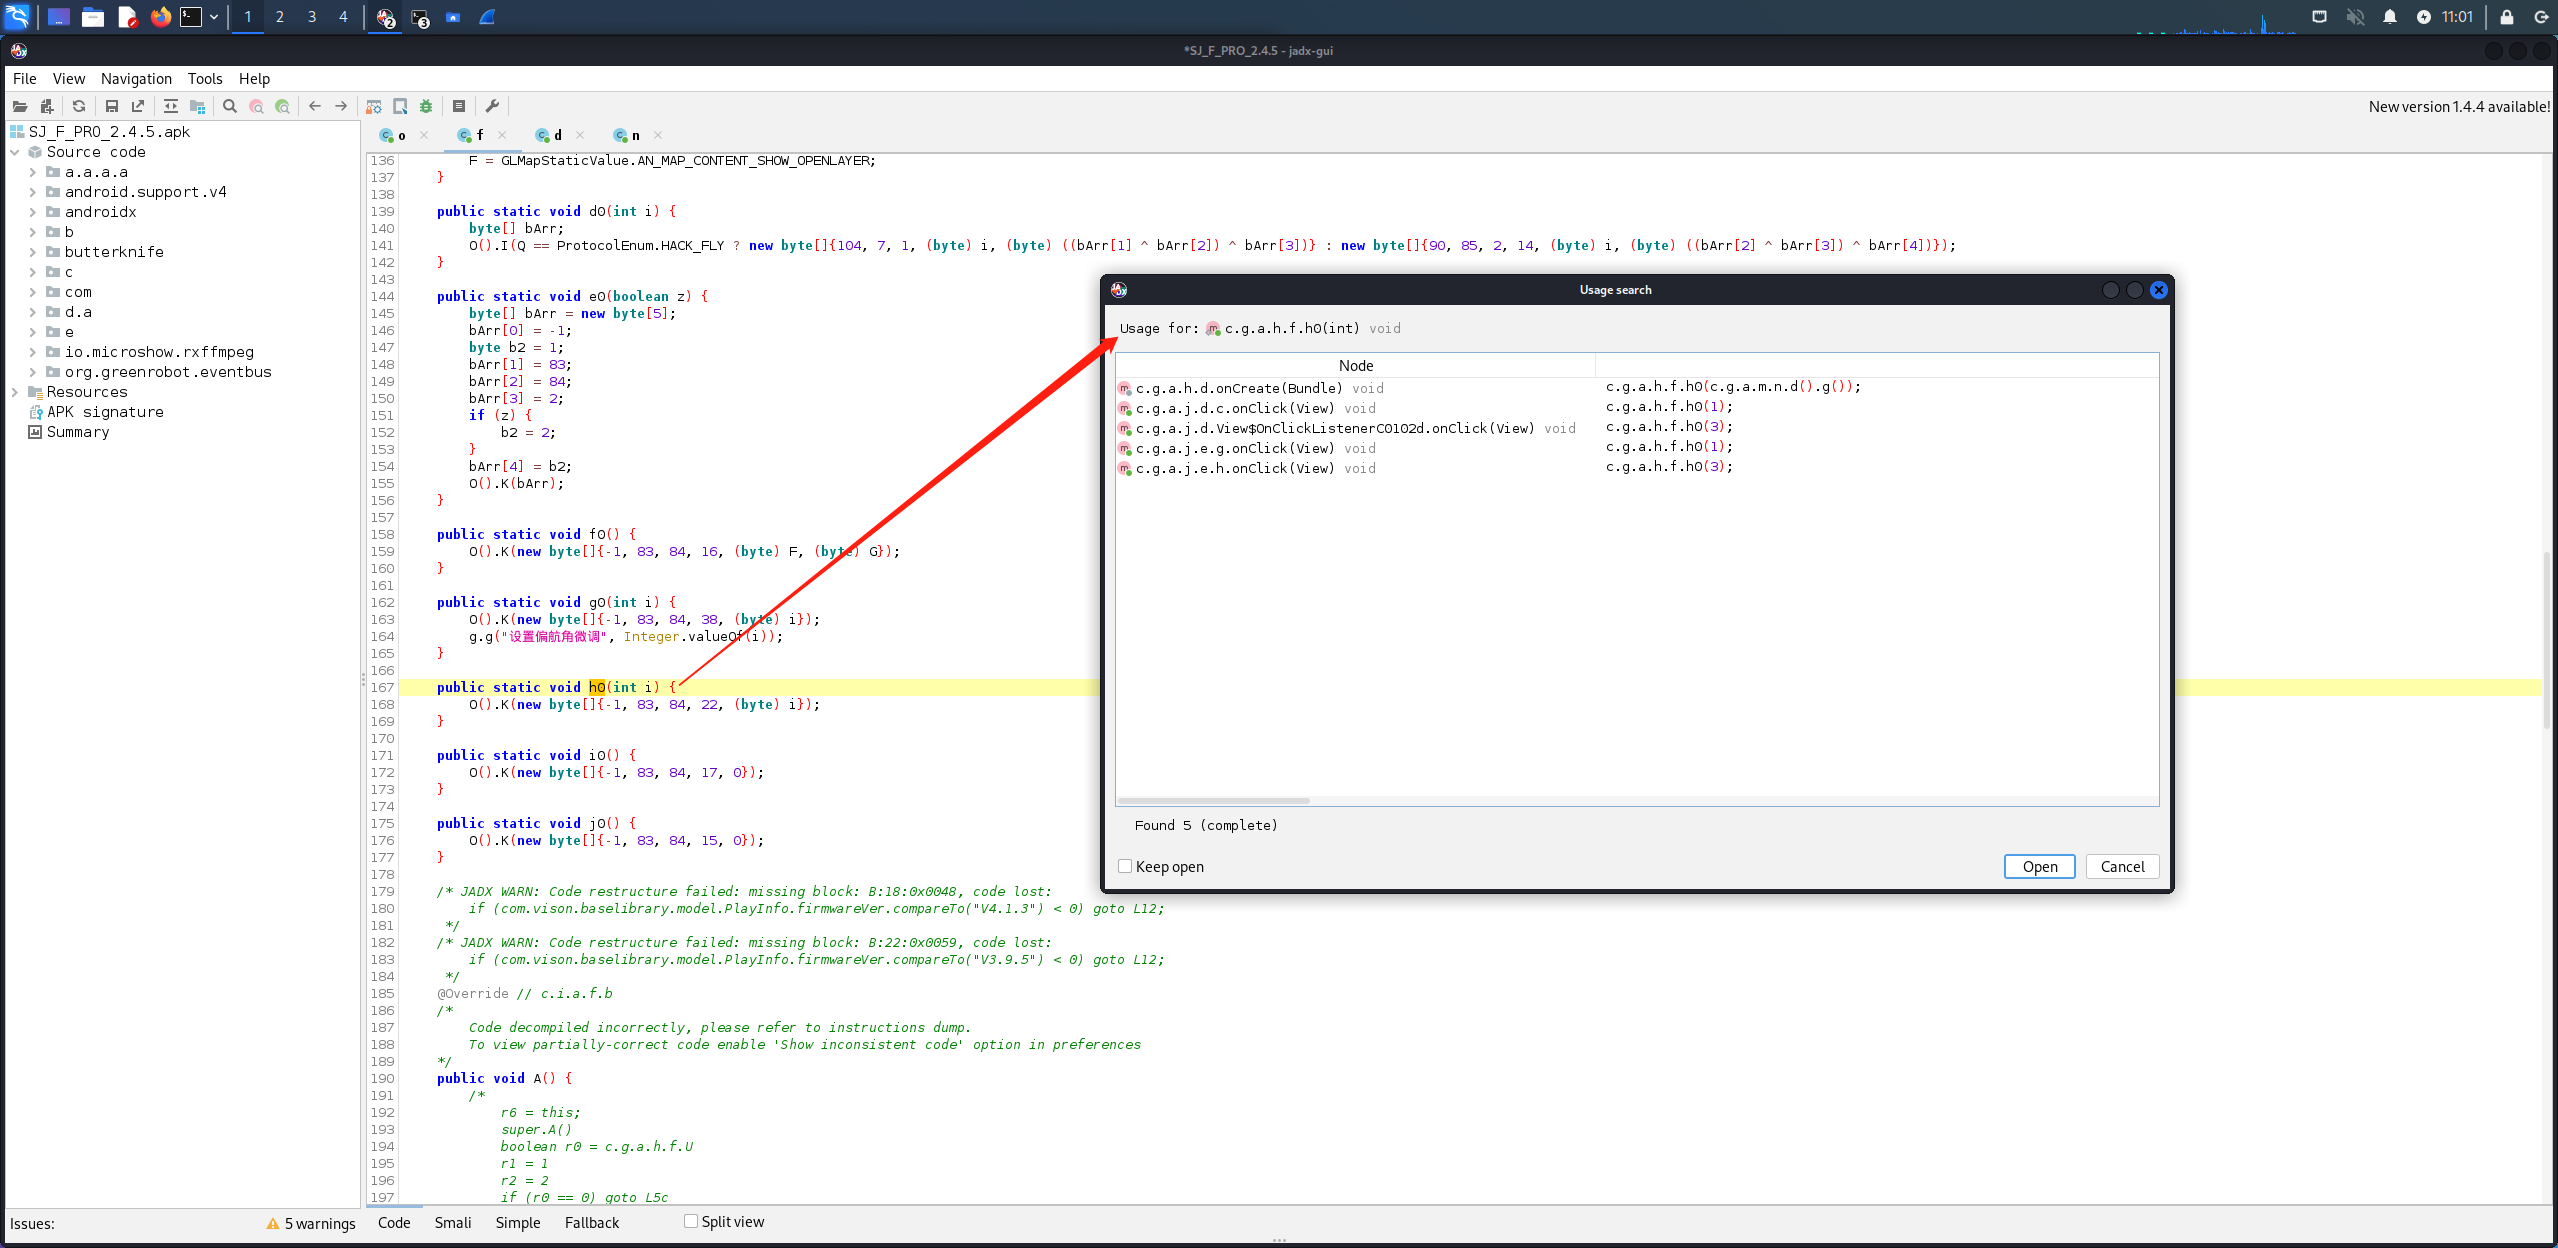 1 2 3 4 2 3 11:01
*SJ_F_PRO_2.4.5 - jadx-gui
File View Navigation Tools Help
New version 1.4.4 available!
SJ_F_PRO_2.4.5.apk
Source code
a.a.a.a
android.support.v4
androidx
b
butterknife
c
com
d.a
e
io.microshow.rxffmpeg
org.greenrobot.eventbus
Resources
APK signature
Summary
o f d n
136 F = GLMapStaticValue.AN_MAP_CONTENT_SHOW_OPENLAYER;
137 }
138
139 public static void d0(int i) {
140 byte[] bArr;
141 O().I(Q == ProtocolEnum.HACK_FLY ? new byte[]{104, 7, 1, (byte) i, (byte) ((bArr[1] ^ bArr[2]) ^ bArr[3])} : new byte[]{90, 85, 2, 14, (byte) i, (byte) ((bArr[2] ^ bArr[3]) ^ bArr[4])});
142 }
143
144 public static void e0(boolean z) {
145 byte[] bArr = new byte[5];
146 bArr[0] = -1;
147 byte b2 = 1;
148 bArr[1] = 83;
149 bArr[2] = 84;
150 bArr[3] = 2;
151 if (z) {
152 b2 = 2;
153 }
154 bArr[4] = b2;
155 O().K(bArr);
156 }
157
158 public static void f0() {
159 O().K(new byte[]{-1, 83, 84, 16, (byte) F, (byte) G});
160 }
161
162 public static void g0(int i) {
163 O().K(new byte[]{-1, 83, 84, 38, (byte) i});
164 g.g("设置偏航角微调", Integer.valueOf(i));
165 }
166
167 public static void h0(int i) {
168 O().K(new byte[]{-1, 83, 84, 22, (byte) i});
169 }
170
171 public static void i0() {
172 O().K(new byte[]{-1, 83, 84, 17, 0});
173 }
174
175 public static void j0() {
176 O().K(new byte[]{-1, 83, 84, 15, 0});
177 }
178
179 /* JADX WARN: Code restructure failed: missing block: B:18:0x0048, code lost:
180 if (com.vison.baselibrary.model.PlayInfo.firmwareVer.compareTo("V4.1.3") < 0) goto L12;
181 */
182 /* JADX WARN: Code restructure failed: missing block: B:22:0x0059, code lost:
183 if (com.vison.baselibrary.model.PlayInfo.firmwareVer.compareTo("V3.9.5") < 0) goto L12;
184 */
185 @Override // c.i.a.f.b
186 /*
187 Code decompiled incorrectly, please refer to instructions dump.
188 To view partially-correct code enable 'Show inconsistent code' option in preferences
189 */
190 public void A() {
191 /*
192 r6 = this;
193 super.A()
194 boolean r0 = c.g.a.h.f.U
195 r1 = 1
196 r2 = 2
197 if (r0 == 0) goto L5c
Usage search
Usage for: c.g.a.h.f.h0(int) void
Node
c.g.a.h.d.onCreate(Bundle) void c.g.a.h.f.h0(c.g.a.m.n.d().g());
c.g.a.j.d.c.onClick(View) void c.g.a.h.f.h0(1);
c.g.a.j.d.View$OnClickListenerC0102d.onClick(View) void c.g.a.h.f.h0(3);
c.g.a.j.e.g.onClick(View) void c.g.a.h.f.h0(1);
c.g.a.j.e.h.onClick(View) void c.g.a.h.f.h0(3);
Found 5 (complete)
Keep open Open Cancel
Issues: 5 warnings Code Smali Simple Fallback Split view